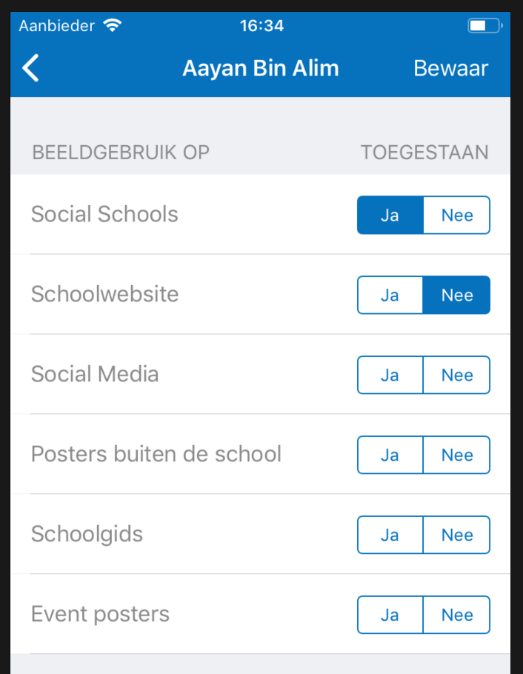 Aanbieder 16:34
Aayan Bin Alim Bewaar
BEELDGEBRUIK OP TOEGESTAAN
Social Schools Ja Nee
Schoolwebsite Ja Nee
Social Media Ja Nee
Posters buiten de school Ja Nee
Schoolgids Ja Nee
Event posters Ja Nee